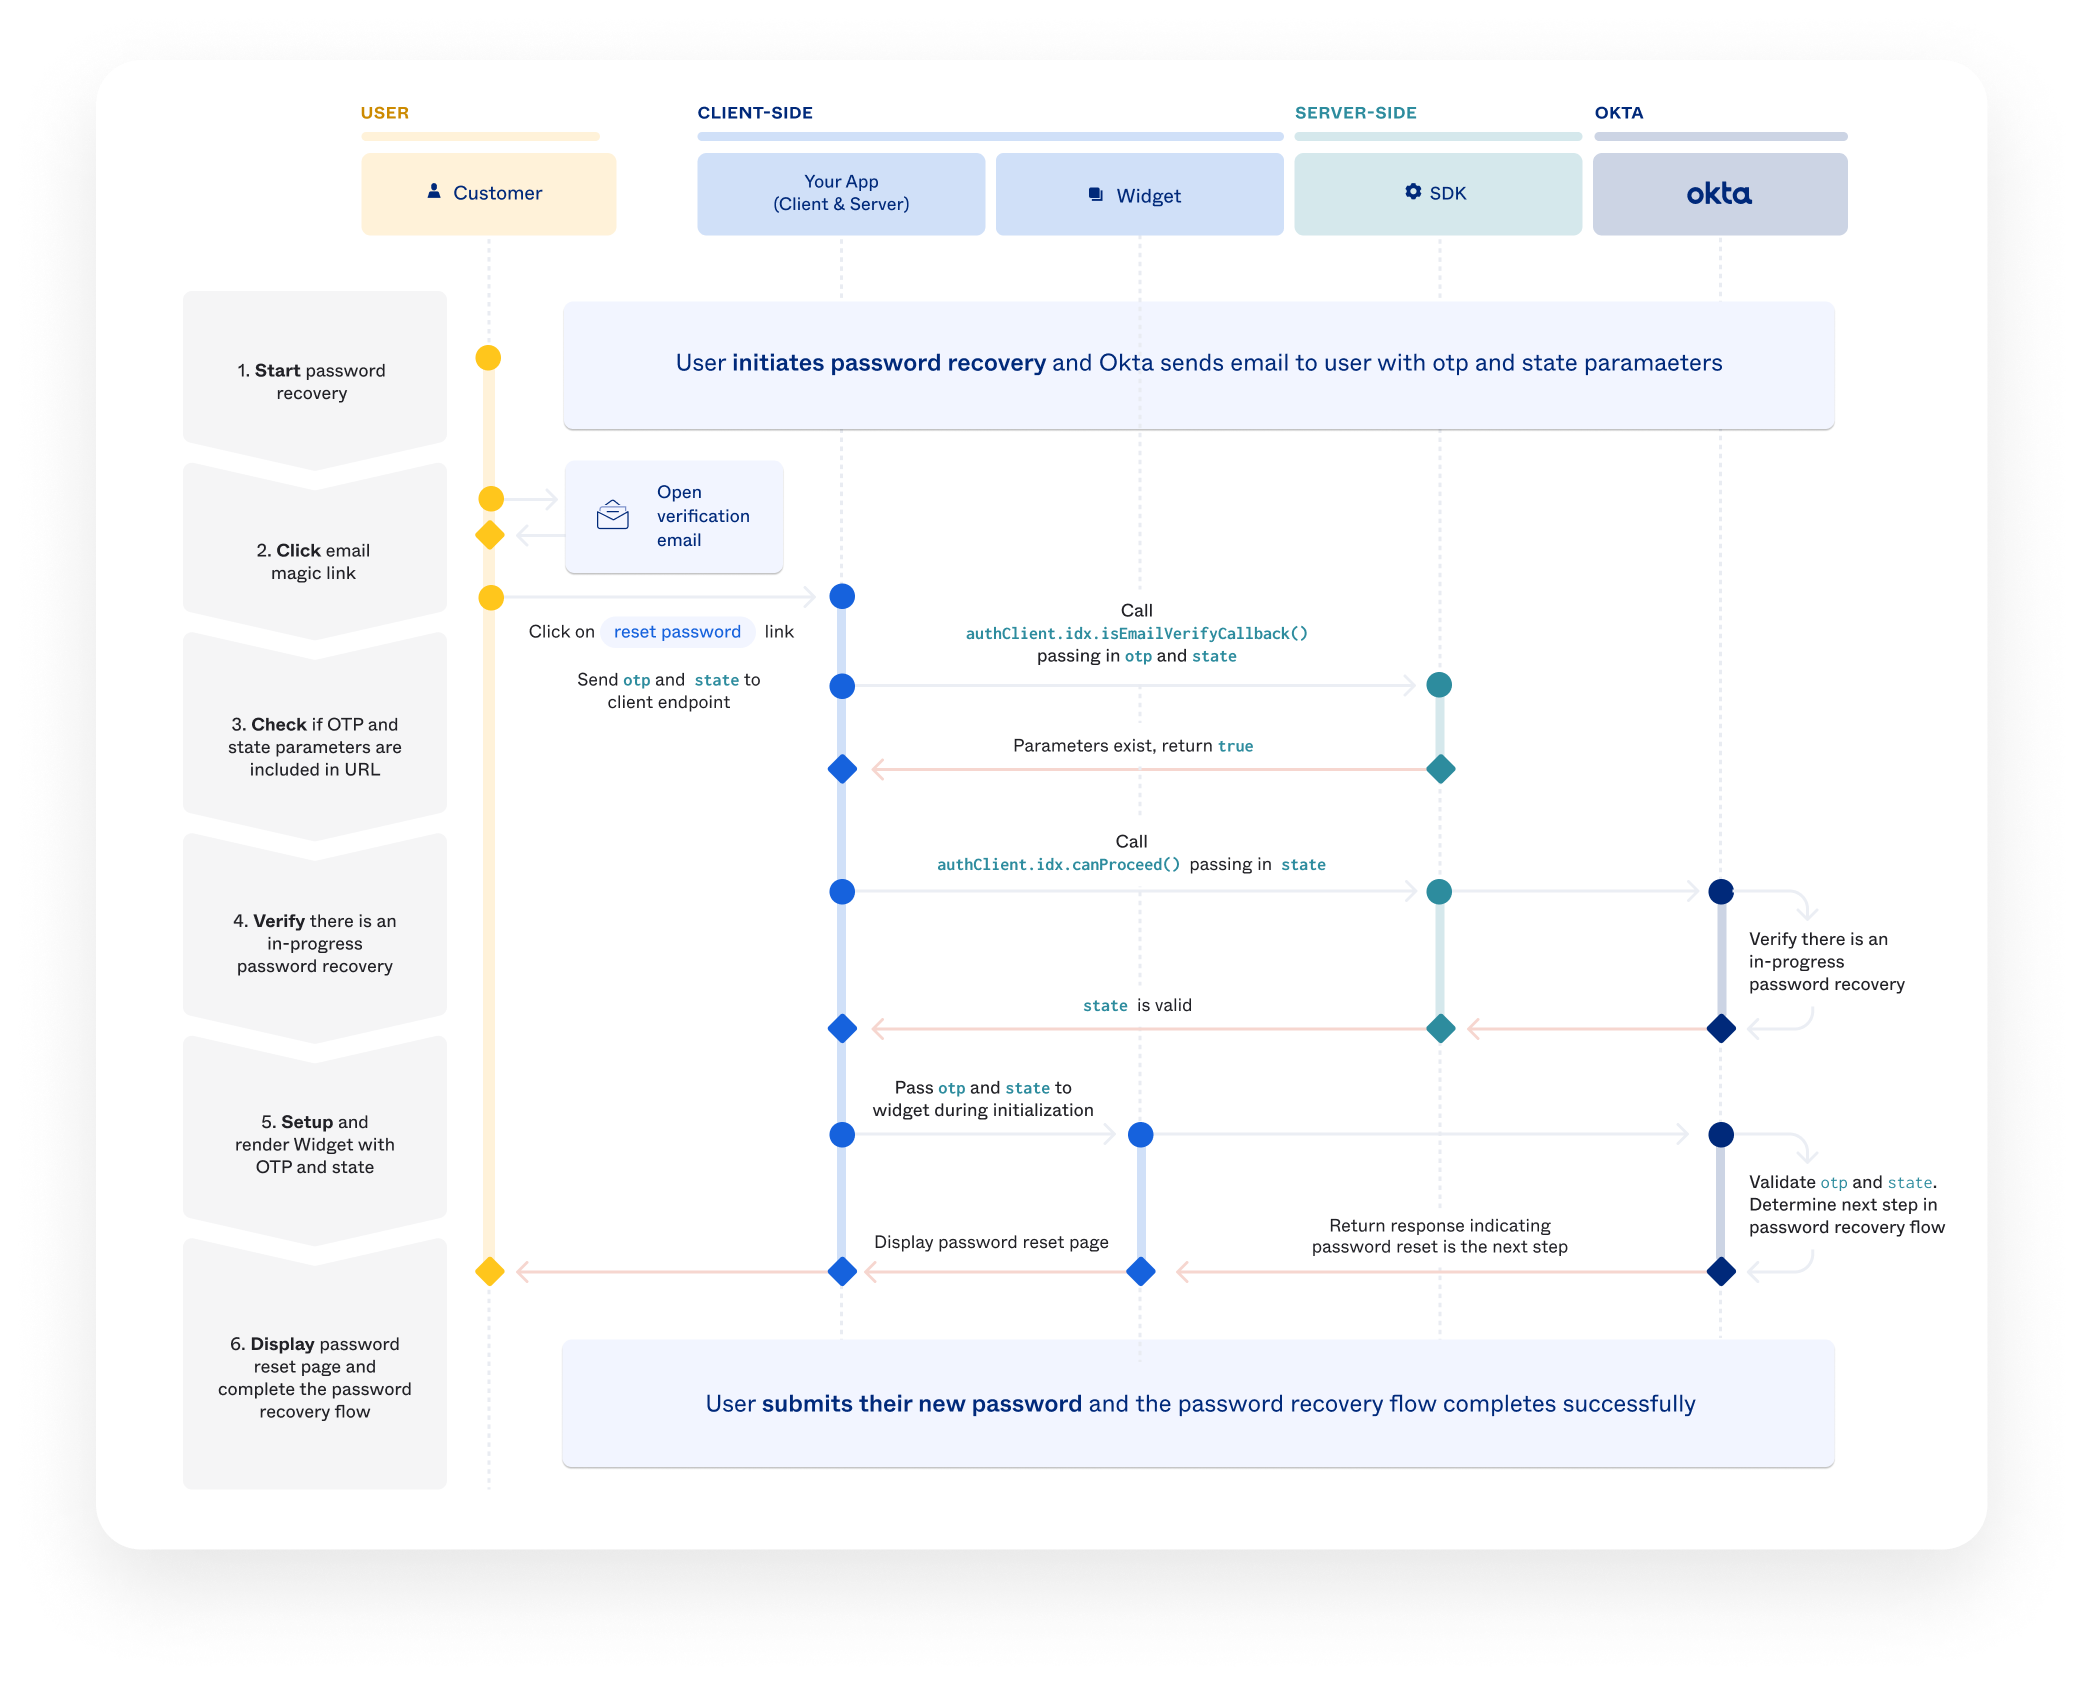 USER
CLIENT-SIDE
SERVER-SIDE
OKTA
Customer
Your App
(Client & Server)
Widget
SDK
okta
1. Start password
recovery
User initiates password recovery and Okta sends email to user with otp and state paramaeters
2. Click email
magic link
Open
verification
email
Click on reset password link
Send otp and state to
client endpoint
3. Check if OTP and
state parameters are
included in URL
Call
authClient.idx.isEmailVerifyCallback()
passing in otp and state
Parameters exist, return true
4. Verify there is an
in-progress
password recovery
Call
authClient.idx.canProceed() passing in state
Verify there is an
in-progress
password recovery
state is valid
5. Setup and
render Widget with
OTP and state
Pass otp and state to
widget during initialization
Validate otp and state.
Determine next step in
password recovery flow
Return response indicating
password reset is the next step
Display password reset page
6. Display password
reset page and
complete the password
recovery flow
User submits their new password and the password recovery flow completes successfully